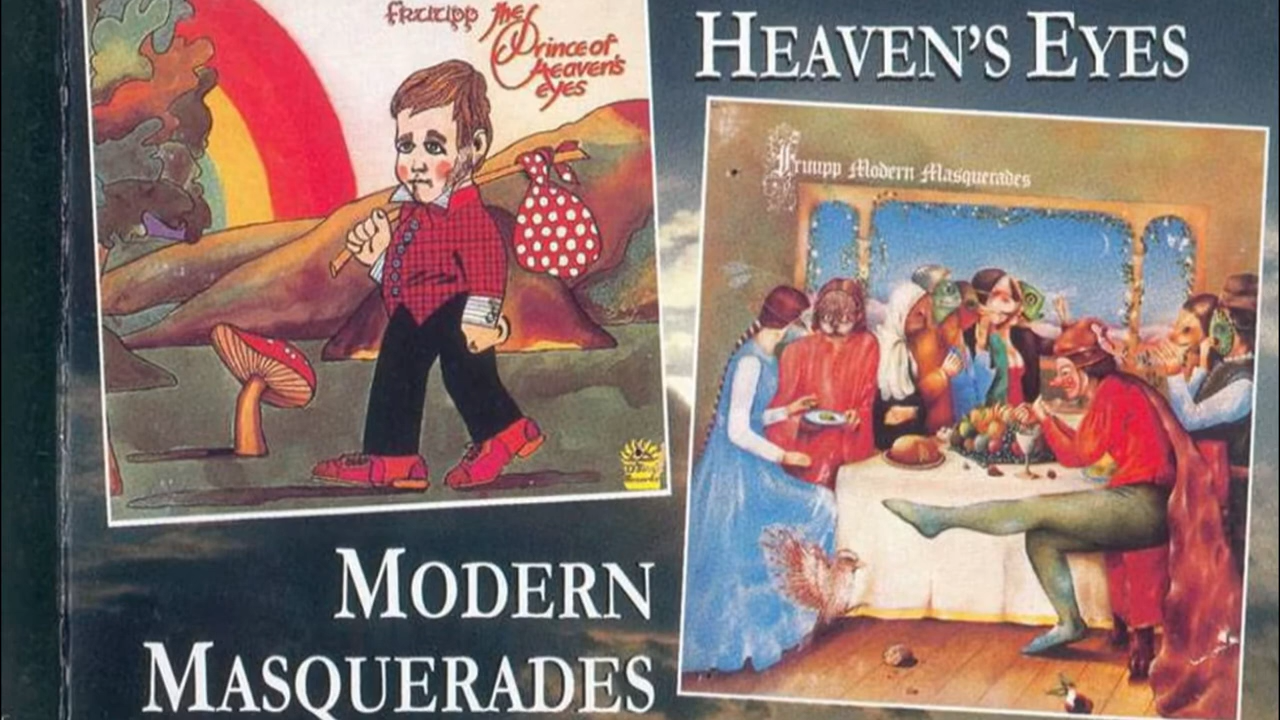 Fruupp The
Prince of
Heaven's
eyes
HEAVEN'S EYES
Fruupp Modern Masquerades
MODERN
MASQUERADES